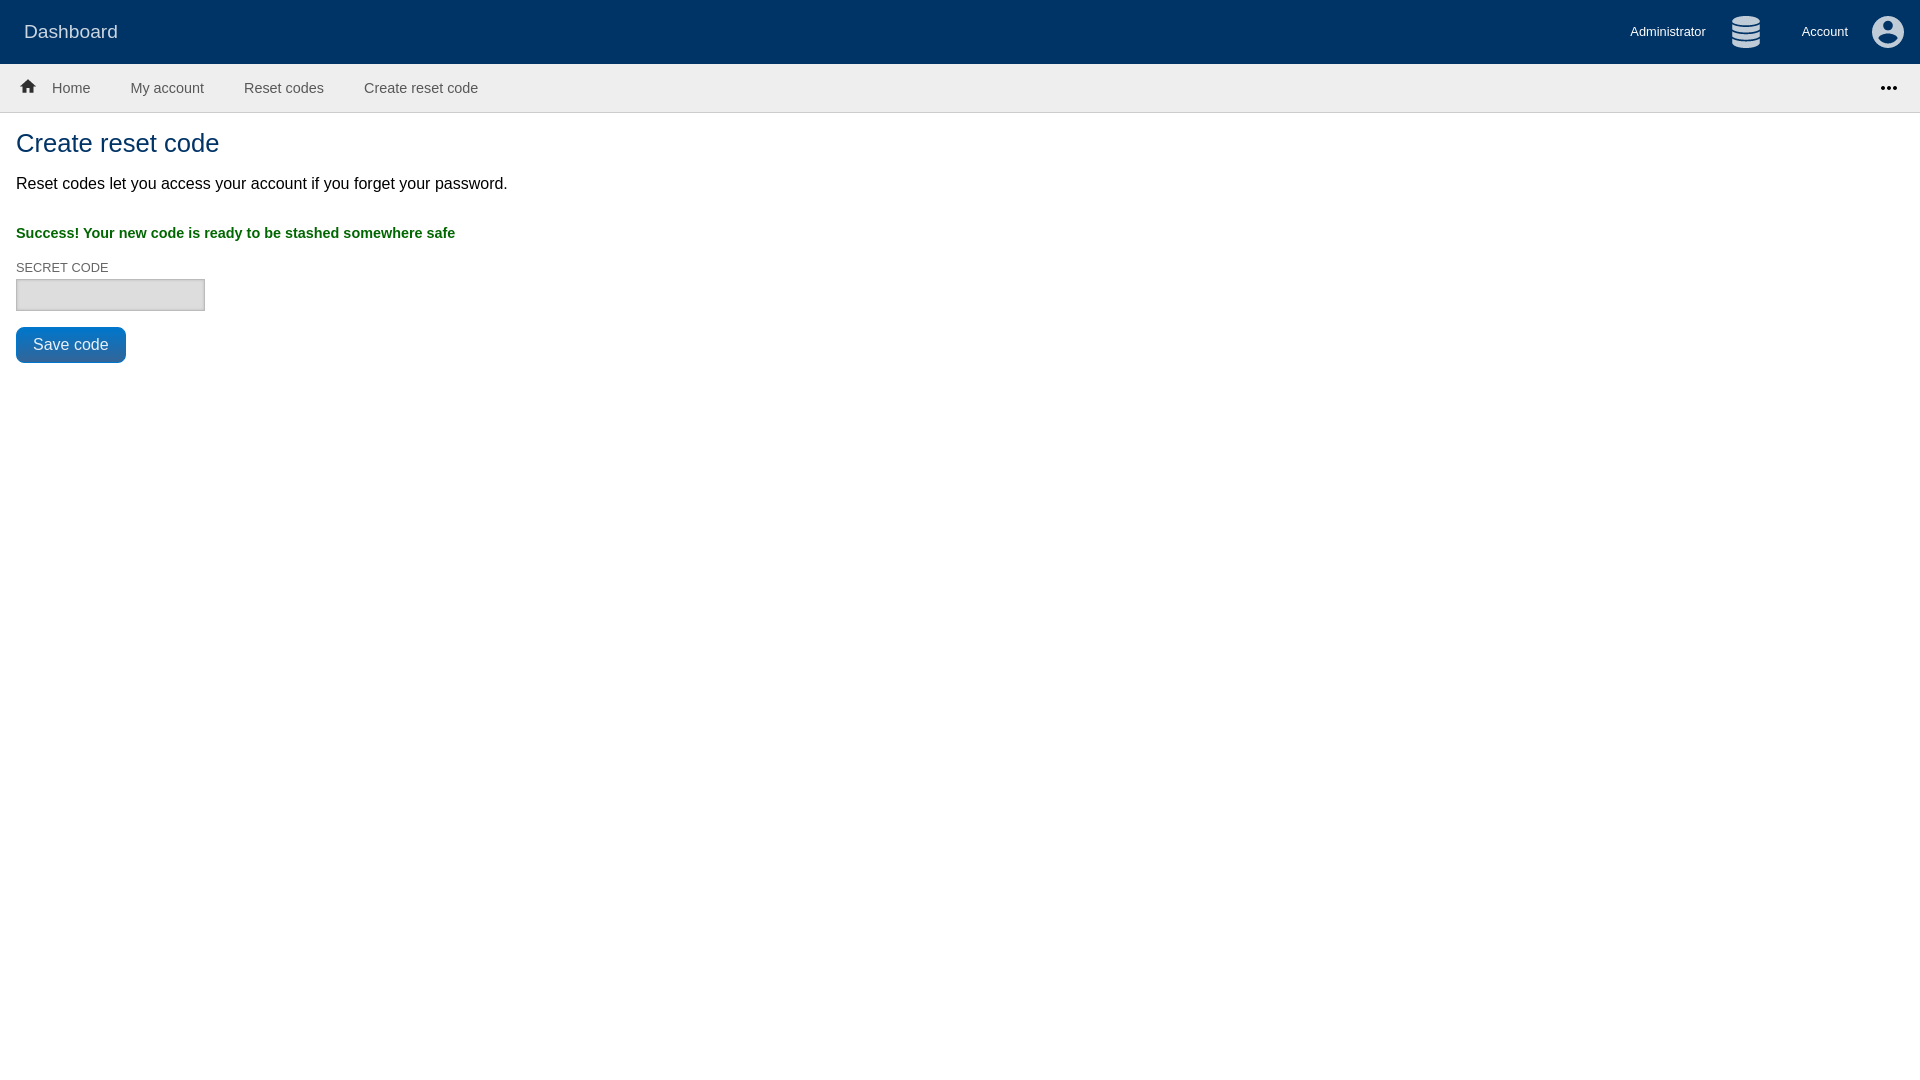 Dashboard
Administrator
Account
Home
My account
Reset codes
Create reset code
Create reset code
Reset codes let you access your account if you forget your password.
Success! Your new code is ready to be stashed somewhere safe
SECRET CODE
Save code